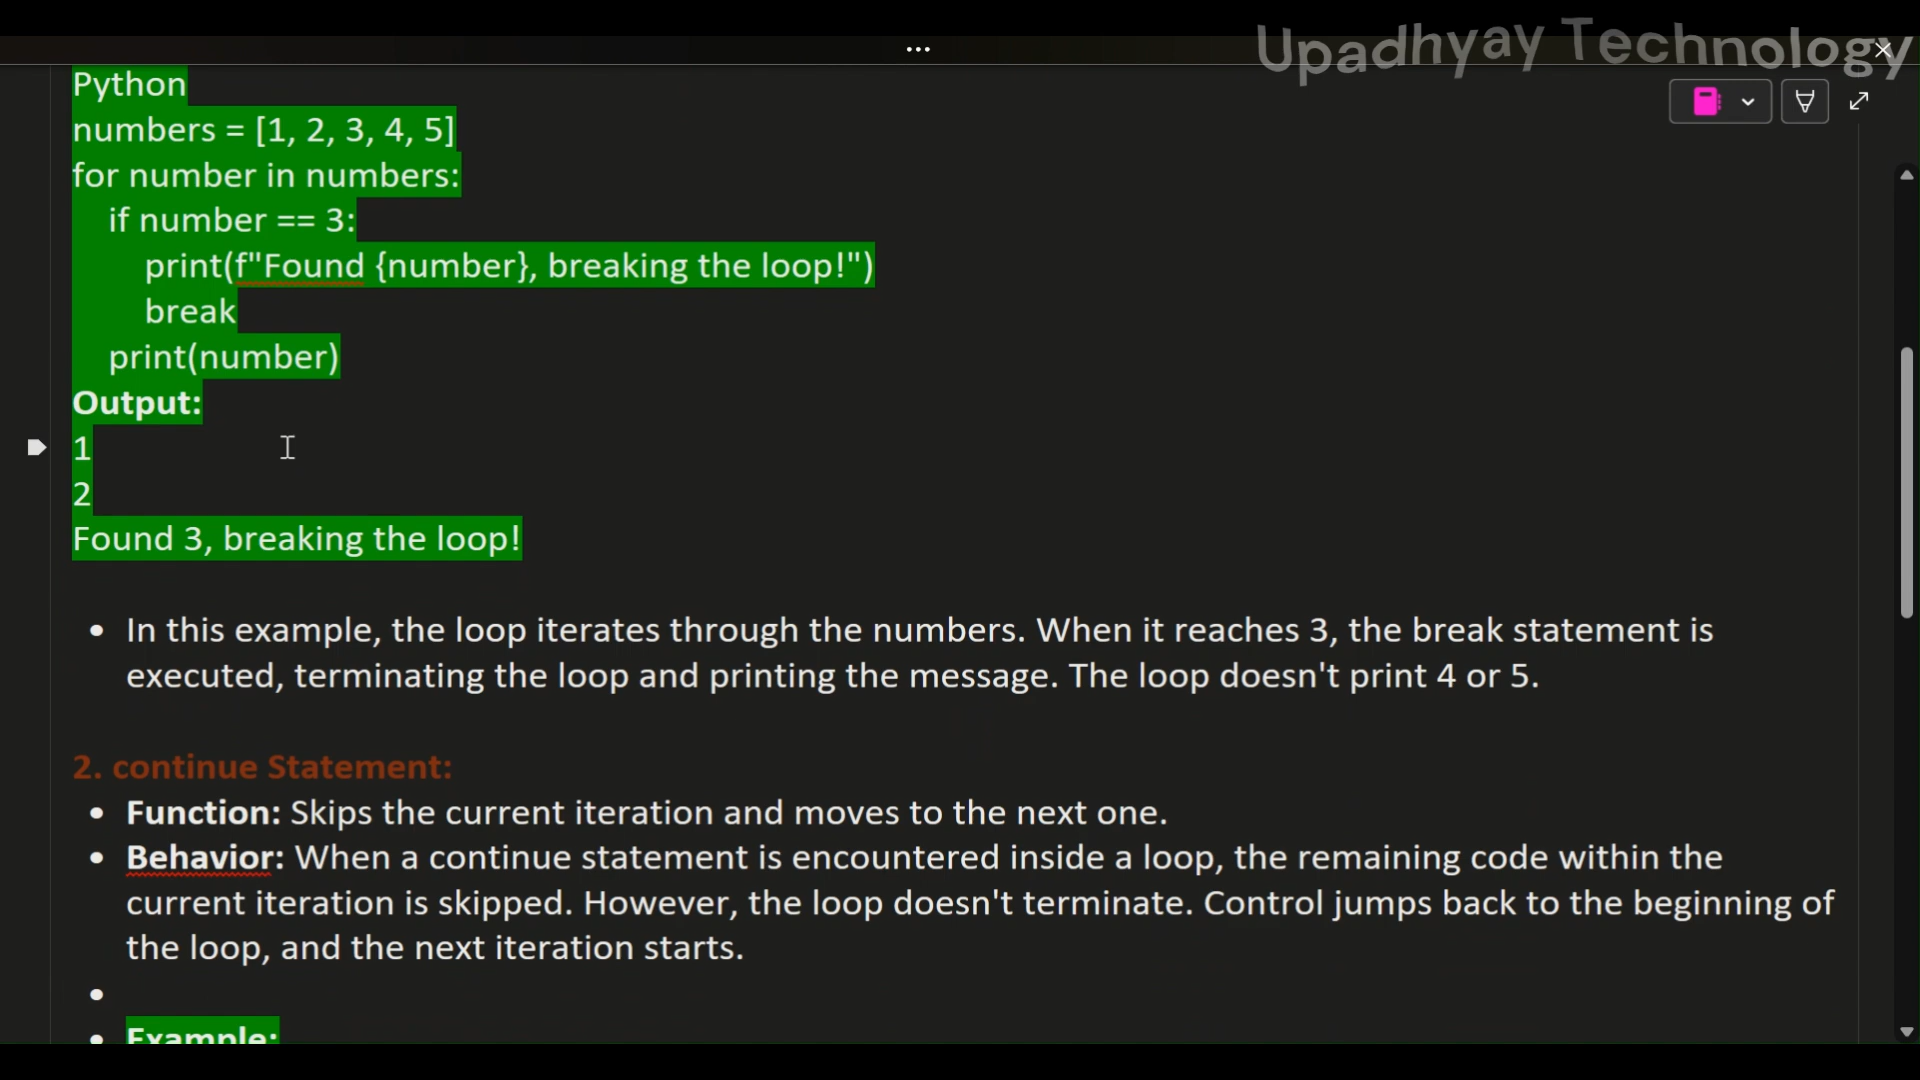 Upadhyay Technology
Python
numbers = [1, 2, 3, 4, 5]
for number in numbers:
if number == 3:
print(f"Found {number}, breaking the loop!")
break
print(number)
Output:
1
2
Found 3, breaking the loop!
• In this example, the loop iterates through the numbers. When it reaches 3, the break statement is
executed, terminating the loop and printing the message. The loop doesn't print 4 or 5.
2. continue Statement:
• Function: Skips the current iteration and moves to the next one.
• Behavior: When a continue statement is encountered inside a loop, the remaining code within the
current iteration is skipped. However, the loop doesn't terminate. Control jumps back to the beginning of
the loop, and the next iteration starts.
•
• Example: